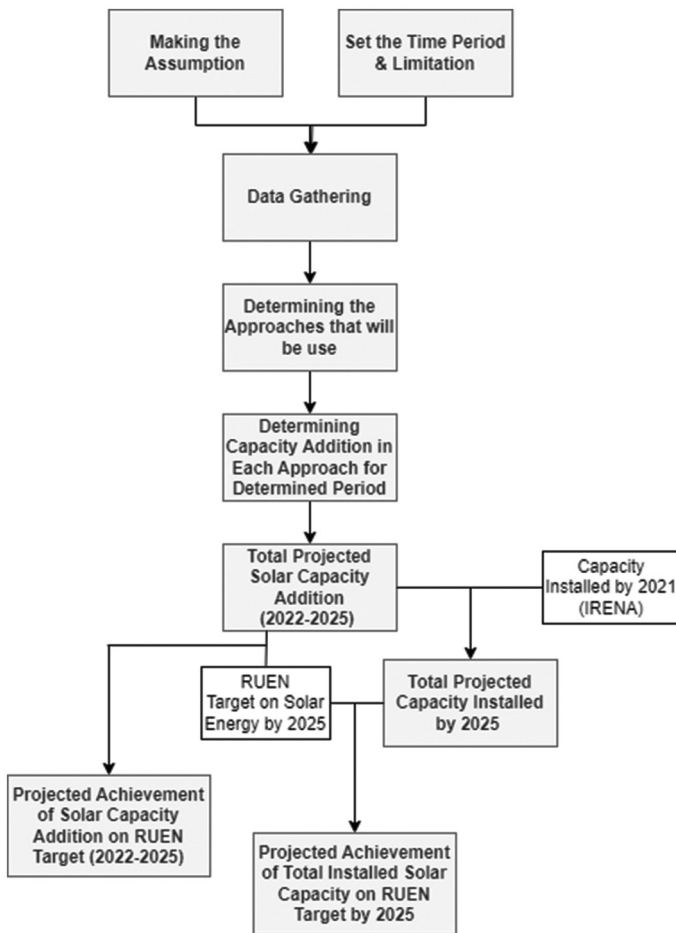 Making the
Assumption
Set the Time Period
& Limitation
Data Gathering
Determining the
Approaches that will
be use
Determining
Capacity Addition in
Each Approach for
Determined Period
Total Projected
Solar Capacity
Addition
(2022-2025)
Capacity
Installed by 2021
(IRENA)
RUEN
Target on Solar
Energy by 2025
Total Projected
Capacity Installed
by 2025
Projected Achievement
of Solar Capacity
Addition on RUEN
Target (2022-2025)
Projected Achievement
of Total Installed Solar
Capacity on RUEN
Target by 2025